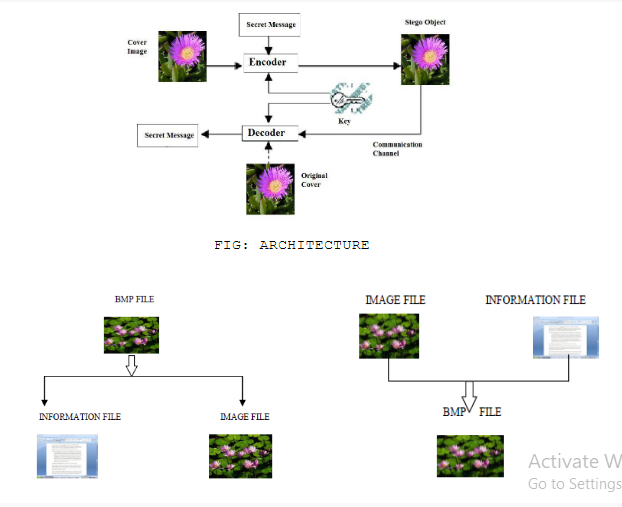 Secret Message
Stego Object
Cover
Image
Encoder
Key
Secret Message
Decoder
Communication
Channel
Original
Cover
FIG: ARCHITECTURE
BMP FILE
INFORMATION FILE
IMAGE FILE
IMAGE FILE
INFORMATION FILE
BMP FILE
Activate W
Go to Settings